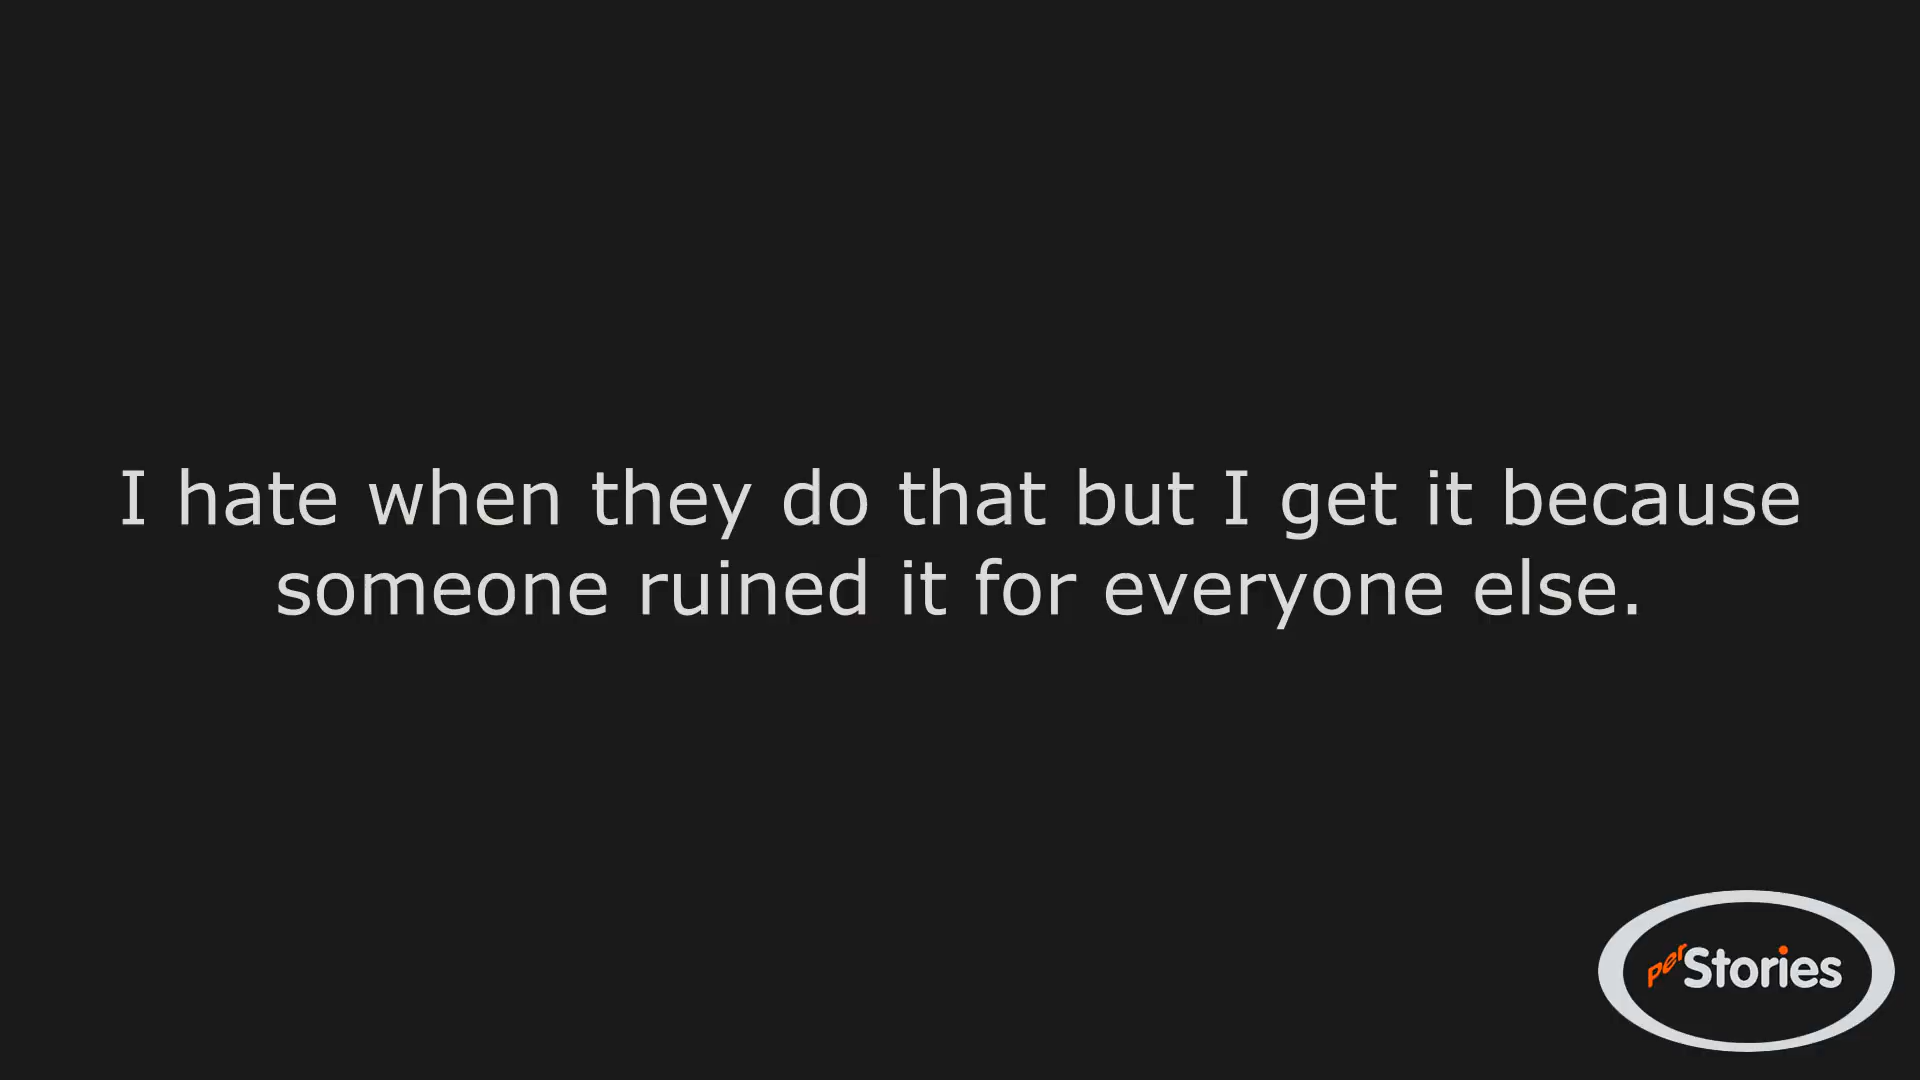 I hate when they do that but I get it because
someone ruined it for everyone else.
perStories